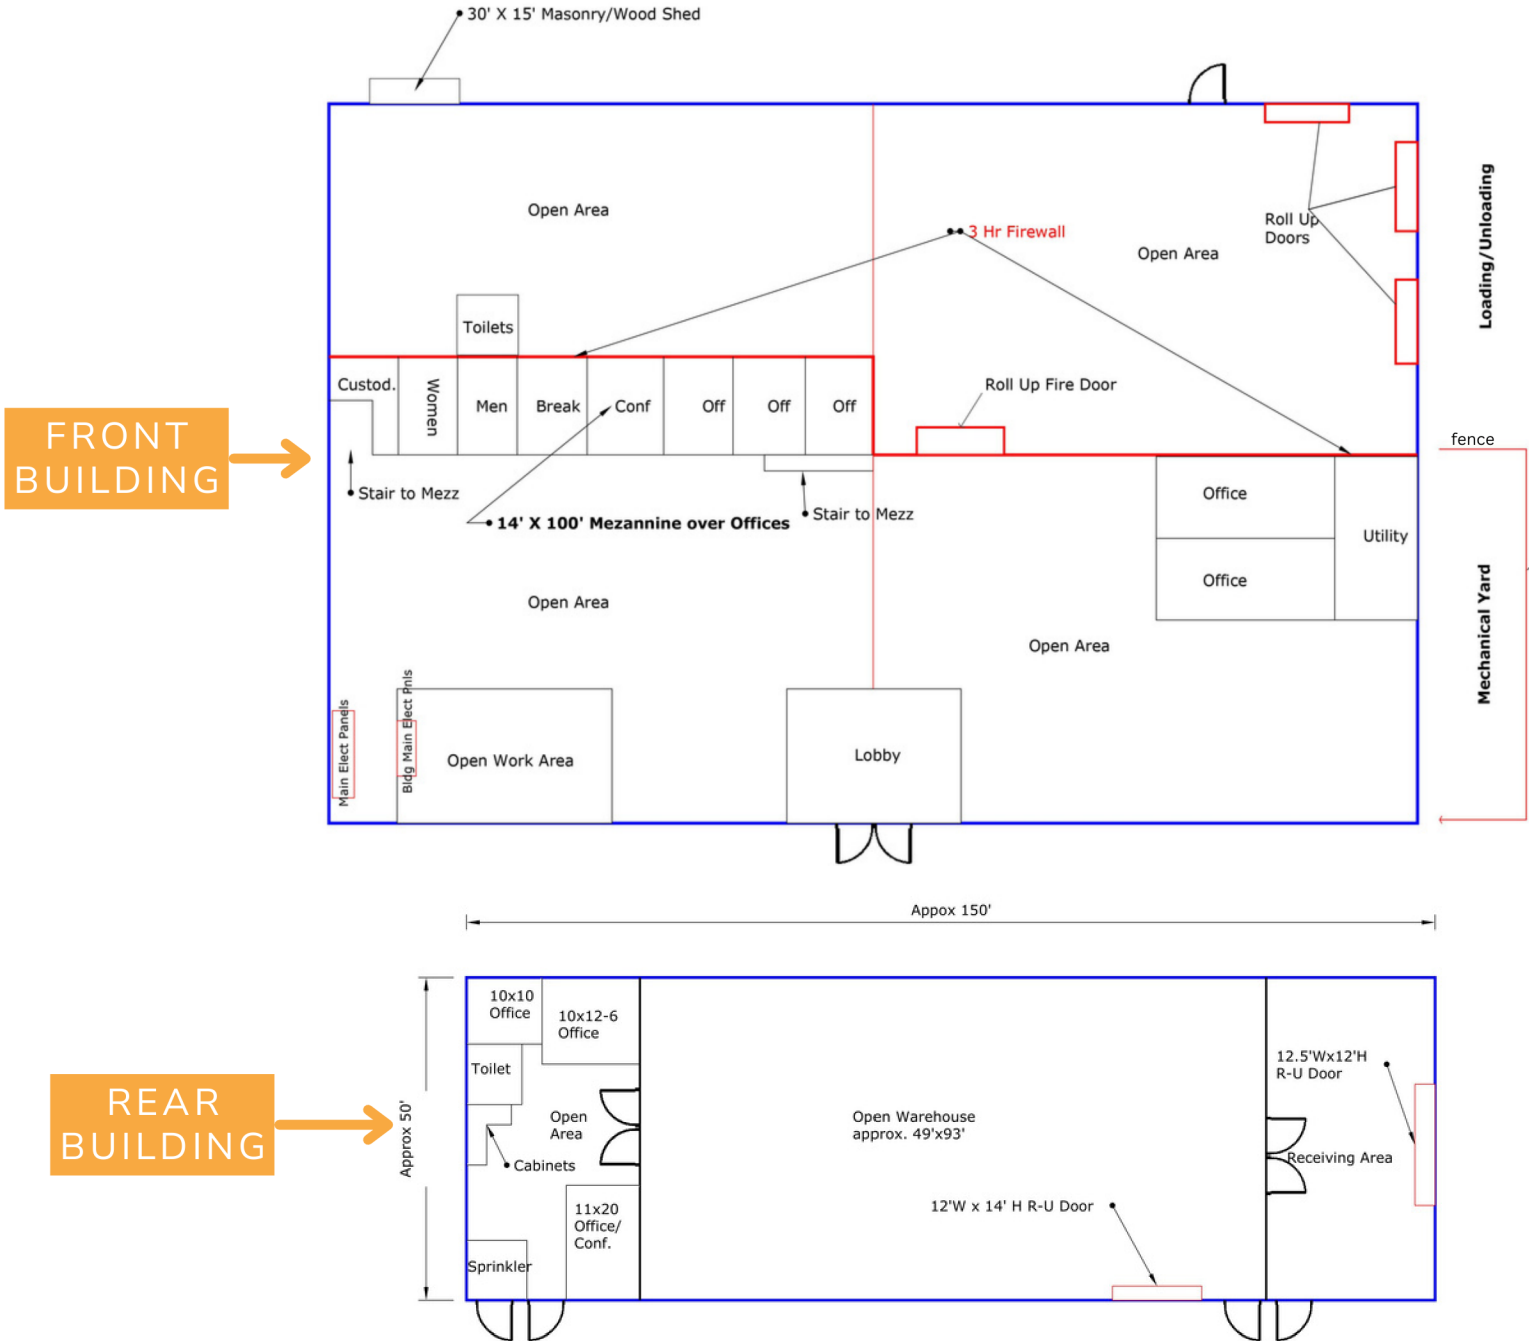 30' X 15' Masonry/Wood Shed
Open Area
3 Hr Firewall
Open Area
Roll Up
Doors
Loading/Unloading
Toilets
Roll Up Fire Door
Custod.
Women
Men
Break
Conf
Off
Off
Off
FRONT
BUILDING
fence
Stair to Mezz
14' X 100' Mezannine over Offices
Stair to Mezz
Office
Utility
Office
Mechanical Yard
Open Area
Open Area
Main Elect Panels
Bldg Main Elect Pnls
Open Work Area
Lobby
Appox 150'
10x10
Office
10x12-6
Office
Toilet
12.5'Wx12'H
R-U Door
REAR
BUILDING
Approx 50'
Open
Area
Open Warehouse
approx. 49'x93'
Cabinets
Receiving Area
12'W x 14' H R-U Door
11x20
Office/
Conf.
Sprinkler